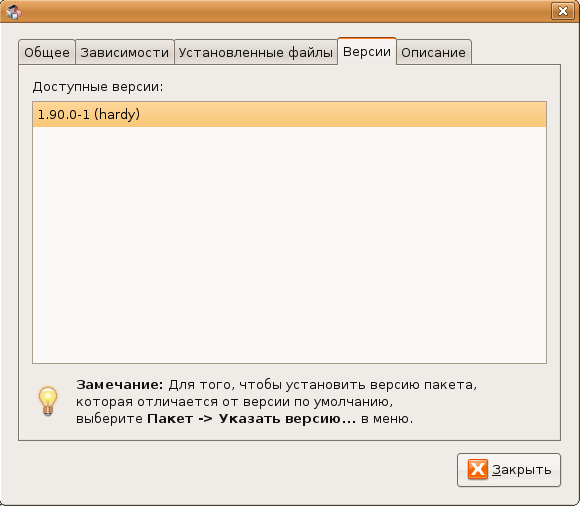 Общее Зависимости Установленные файлы Версии Описание
Доступные версии:
1.90.0-1 (hardy)
Замечание: Для того, чтобы установить версию пакета,
которая отличается от версии по умолчанию,
выберите Пакет -> Указать версию... в меню.
Закрыть